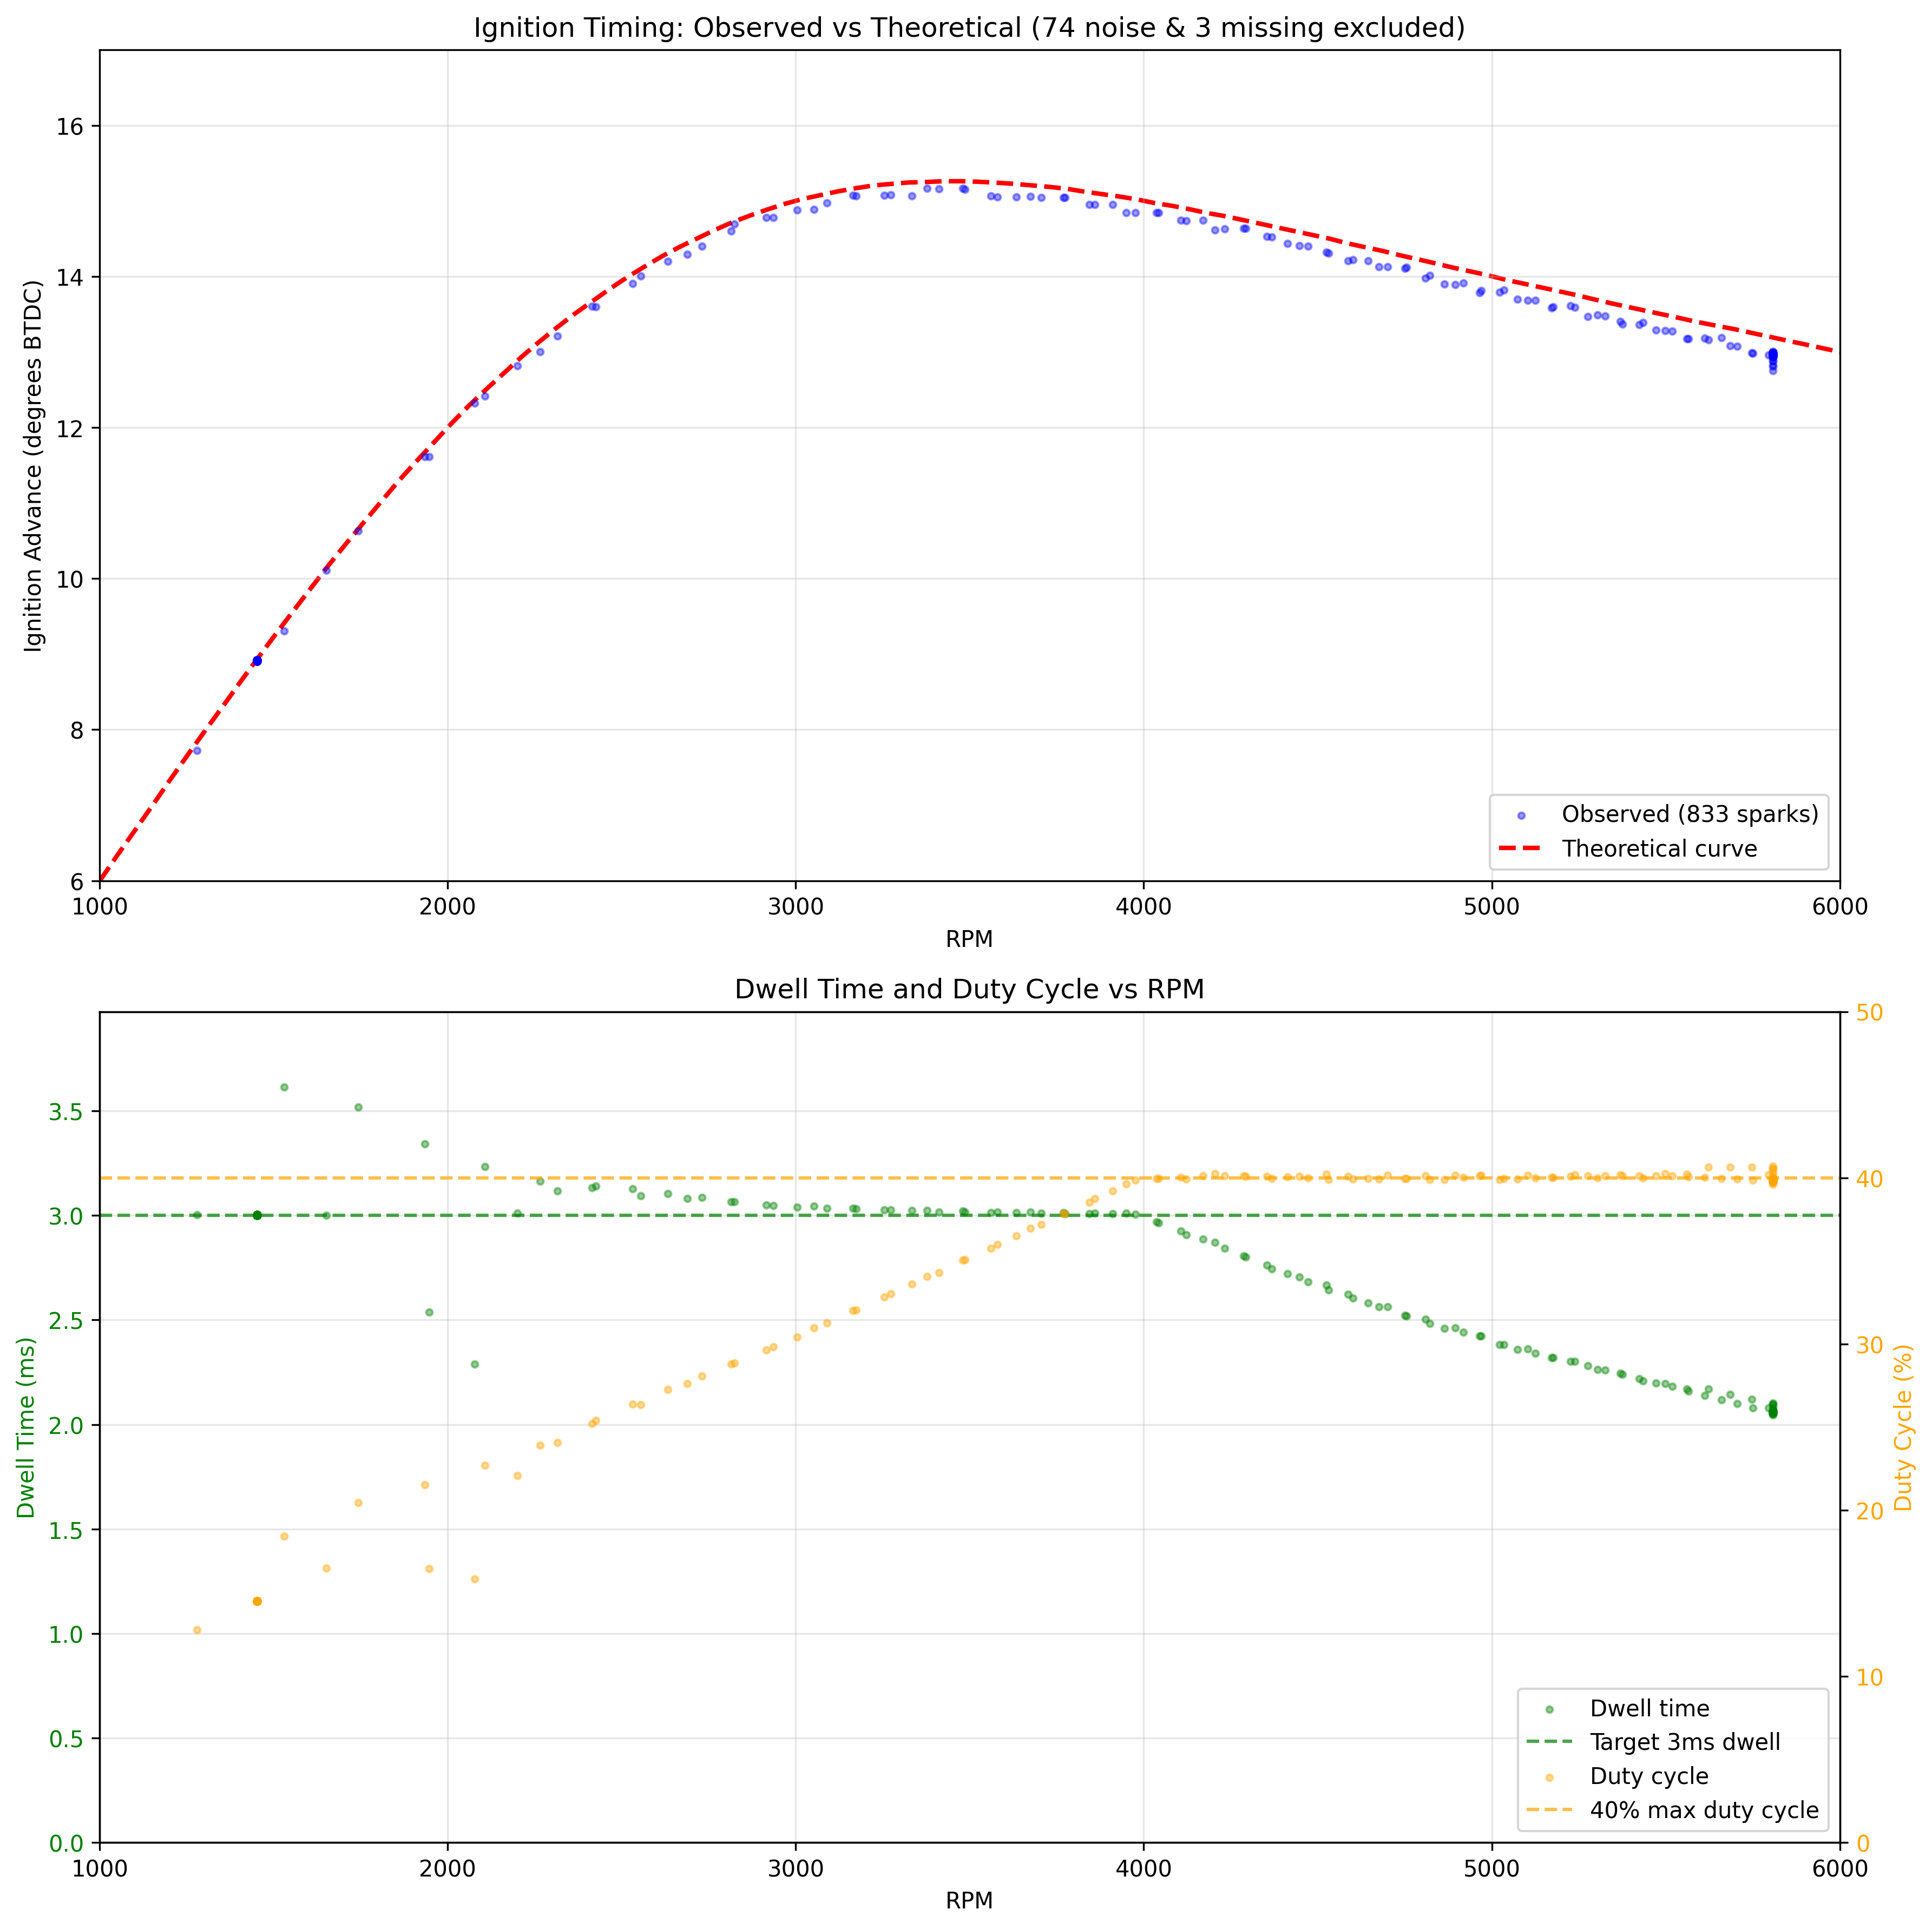 Ignition Timing: Observed vs Theoretical (74 noise & 3 missing excluded)
Ignition Advance (degrees BTDC)
16
14
12
10
8
6
1000 2000 3000 4000 5000 6000
RPM
Observed (833 sparks)
Theoretical curve
Dwell Time and Duty Cycle vs RPM
Dwell Time (ms)
3.5
3.0
2.5
2.0
1.5
1.0
0.5
0.0
50
40
30
20
10
0
Duty Cycle (%)
Dwell time
Target 3ms dwell
Duty cycle
40% max duty cycle
1000 2000 3000 4000 5000 6000
RPM